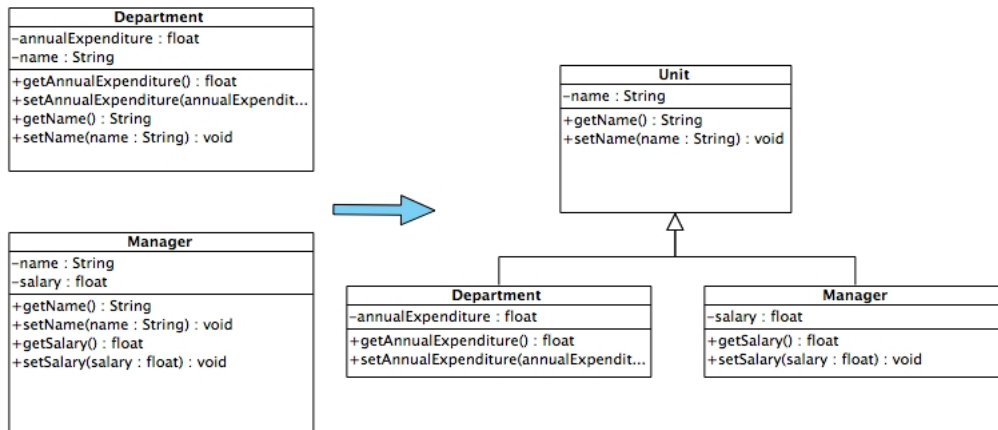 Department
-annualExpenditure : float
-name : String
+getAnnualExpenditure() : float
+setAnnualExpenditure(annualExpendit...
+getName() : String
+setName(name : String) : void
Manager
-name : String
-salary : float
+getName() : String
+setName(name : String) : void
+getSalary() : float
+setSalary(salary : float) : void
Unit
-name : String
+getName() : String
+setName(name : String) : void
Department
-annualExpenditure : float
+getAnnualExpenditure() : float
+setAnnualExpenditure(annualExpendit...
Manager
-salary : float
+getSalary() : float
+setSalary(salary : float) : void